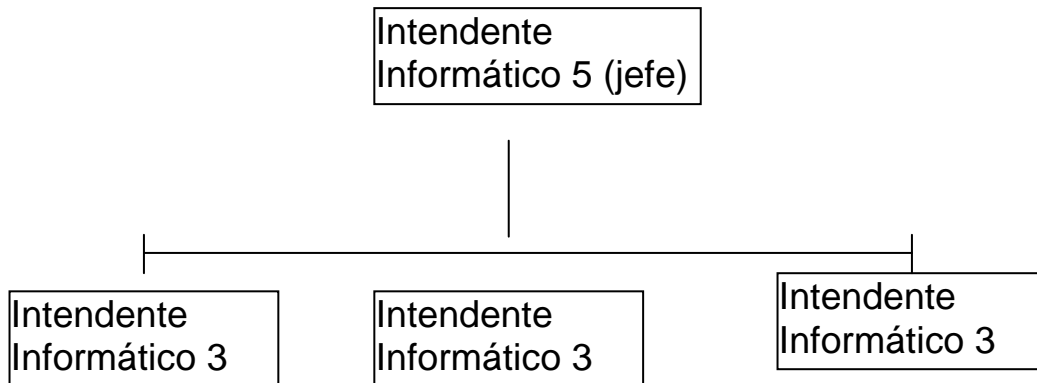 Intendente
Informático 5 (jefe)
Intendente
Informático 3
Intendente
Informático 3
Intendente
Informático 3